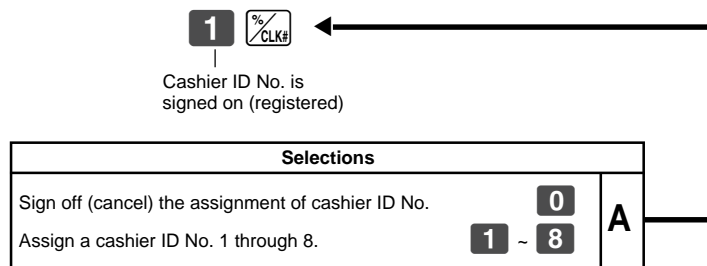 1 %/CLK#
Cashier ID No. is
signed on (registered)
Selections
Sign off (cancel) the assignment of cashier ID No. 0
Assign a cashier ID No. 1 through 8. 1 ~ 8
A